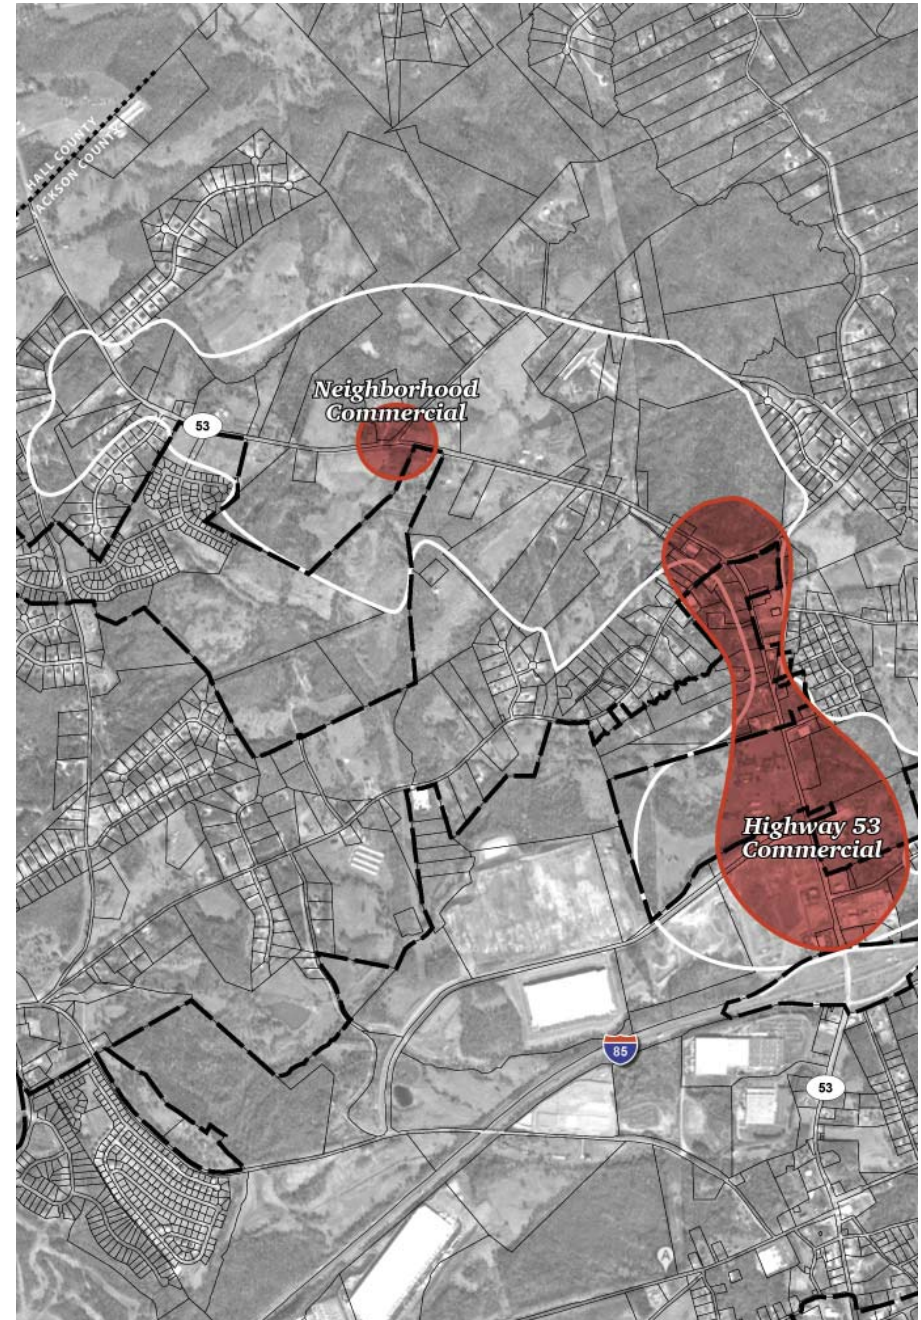 HALL COUNTY
JACKSON COUNTY
Neighborhood
Commercial
53
Highway 53
Commercial
85
53
A